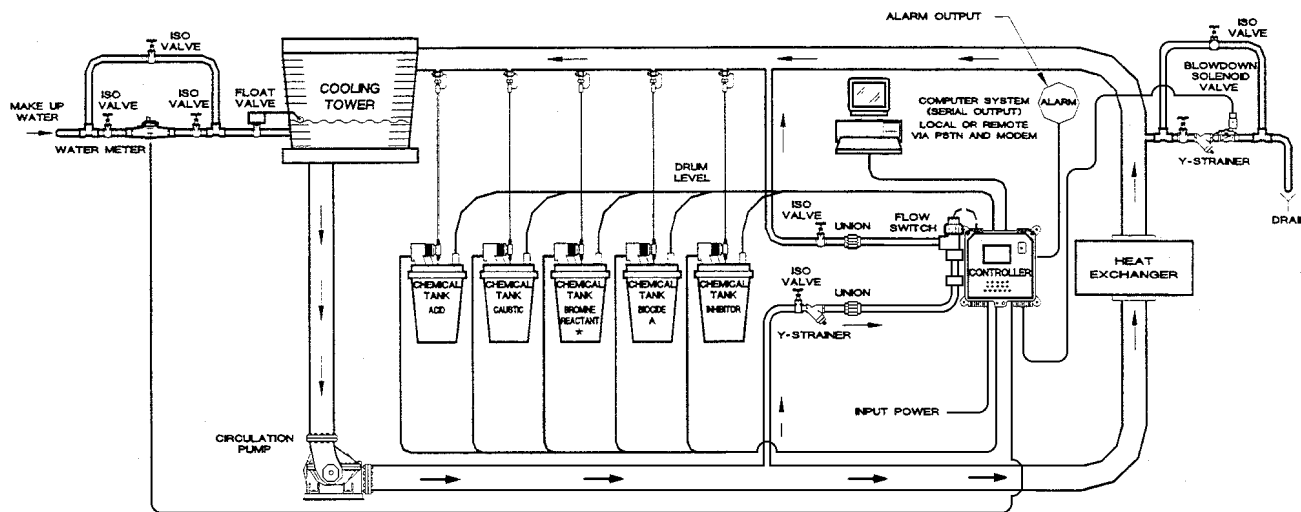 ALARM OUTPUT
ISO
VALVE
ISO
VALVE
BLOWDOWN
SOLENOID
VALVE
MAKE UP
WATER
ISO
VALVE
ISO
VALVE
FLOAT
VALVE
COOLING
TOWER
WATER METER
COMPUTER SYSTEM
(SERIAL OUTPUT)
LOCAL OR REMOTE
VIA PSTN AND MODEM
ALARM
Y-STRAINER
DRAIN
DRUM
LEVEL
ISO
VALVE
UNION
FLOW
SWITCH
CONTROLLER
HEAT
EXCHANGER
CHEMICAL
TANK
ACID
CHEMICAL
TANK
CAUSTIC
CHEMICAL
TANK
BROMINE
REACTANT
*
CHEMICAL
TANK
BIOCIDE
A
CHEMICAL
TANK
INHIBITOR
ISO
VALVE
UNION
Y-STRAINER
INPUT POWER
CIRCULATION
PUMP